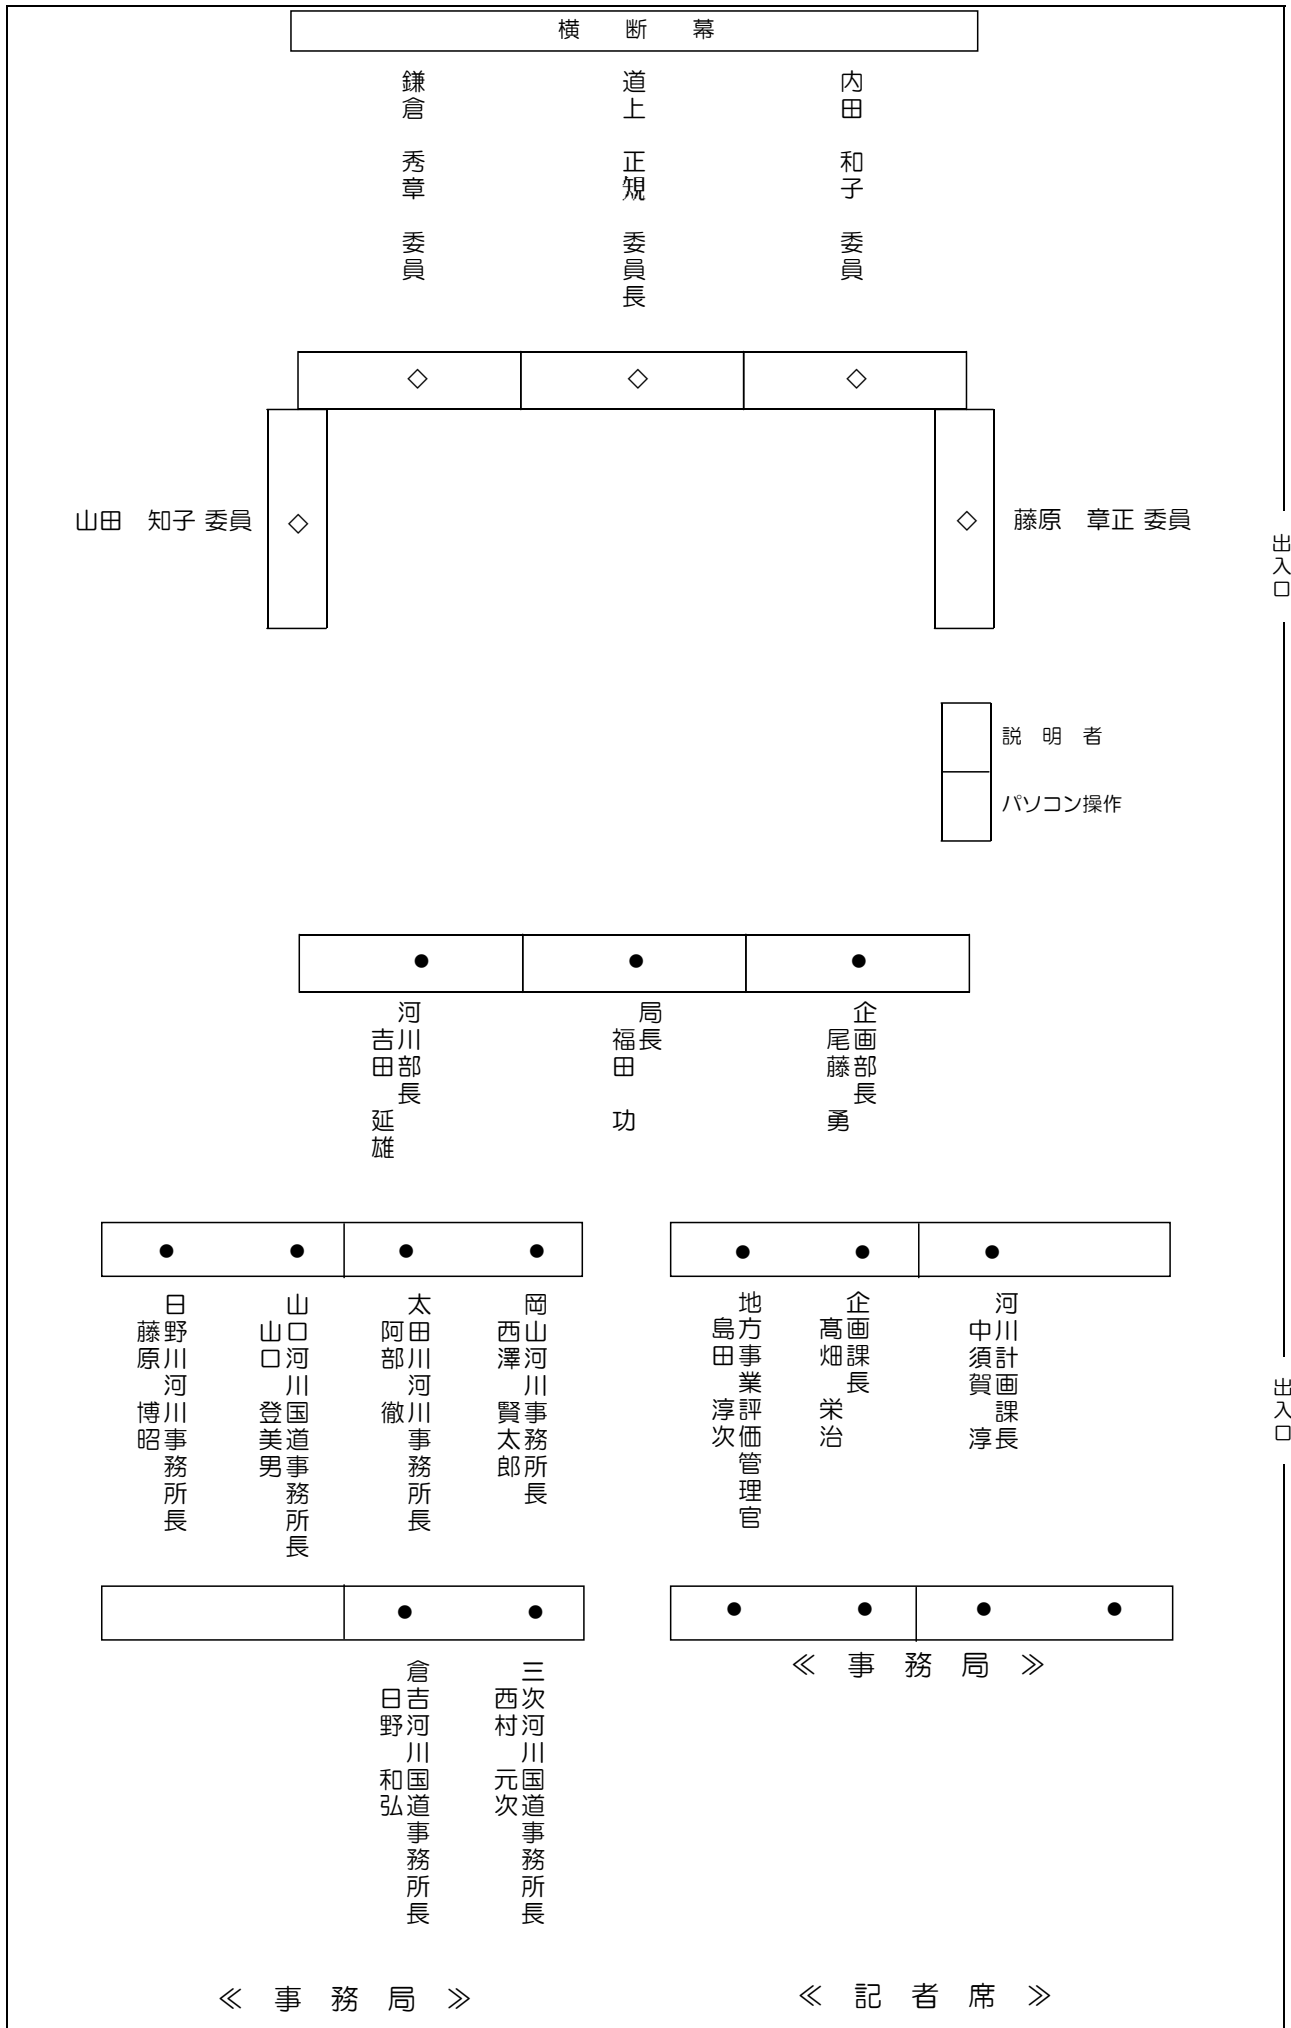 横　断　幕
鎌倉　秀章　委員
道上　正規　委員長
内田　和子　委員
◇
◇
◇
山田　知子 委員
◇
◇
藤原　章正 委員
出入口
説　明　者
パソコン操作
●
●
●
河川部長
吉田　延雄
局長
福田　功
企画部長
尾藤　勇
●
●
●
●
●
●
●
日野川河川事務所長
藤原　博昭
山口河川国道事務所長
山口　登美男
太田川河川事務所長
阿部　徹
岡山河川事務所長
西澤　賢太郎
地方事業評価管理官
島田　淳次
企画課長
髙畑　栄治
河川計画課長
中須賀　淳
出入口
●
●
●
●
●
●
≪　事　務　局　≫
倉吉河川国道事務所長
日野　和弘
三次河川国道事務所長
西村　元次
≪　事　務　局　≫
≪　記　者　席　≫